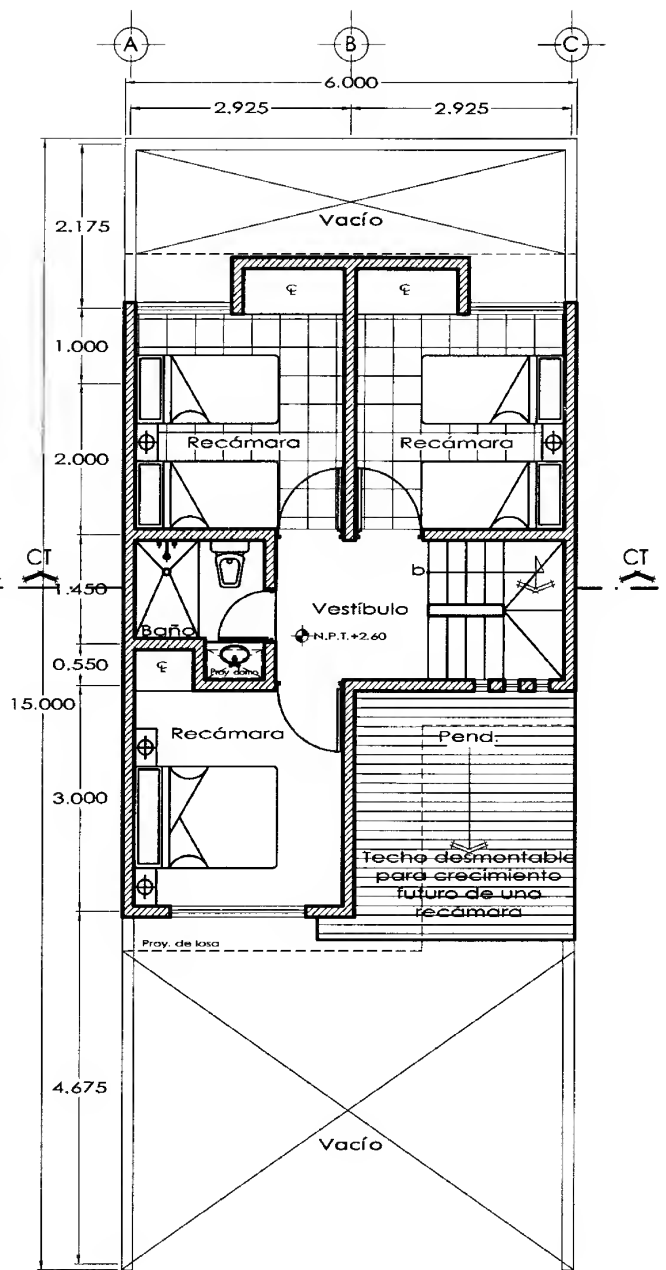 A B C
6.000
2.925 2.925
Vacío
2.175
℄ ℄
1.000
Recámara Recámara
2.000
CT CT
b
1.450
Vestíbulo
Baño
N.P.T.+2.60
℄
0.550
Proy. domo
15.000
Recámara
Pend.
3.000
Techo desmontable
para crecimiento
futuro de una
recámara
Proy. de losa
4.675
Vacío